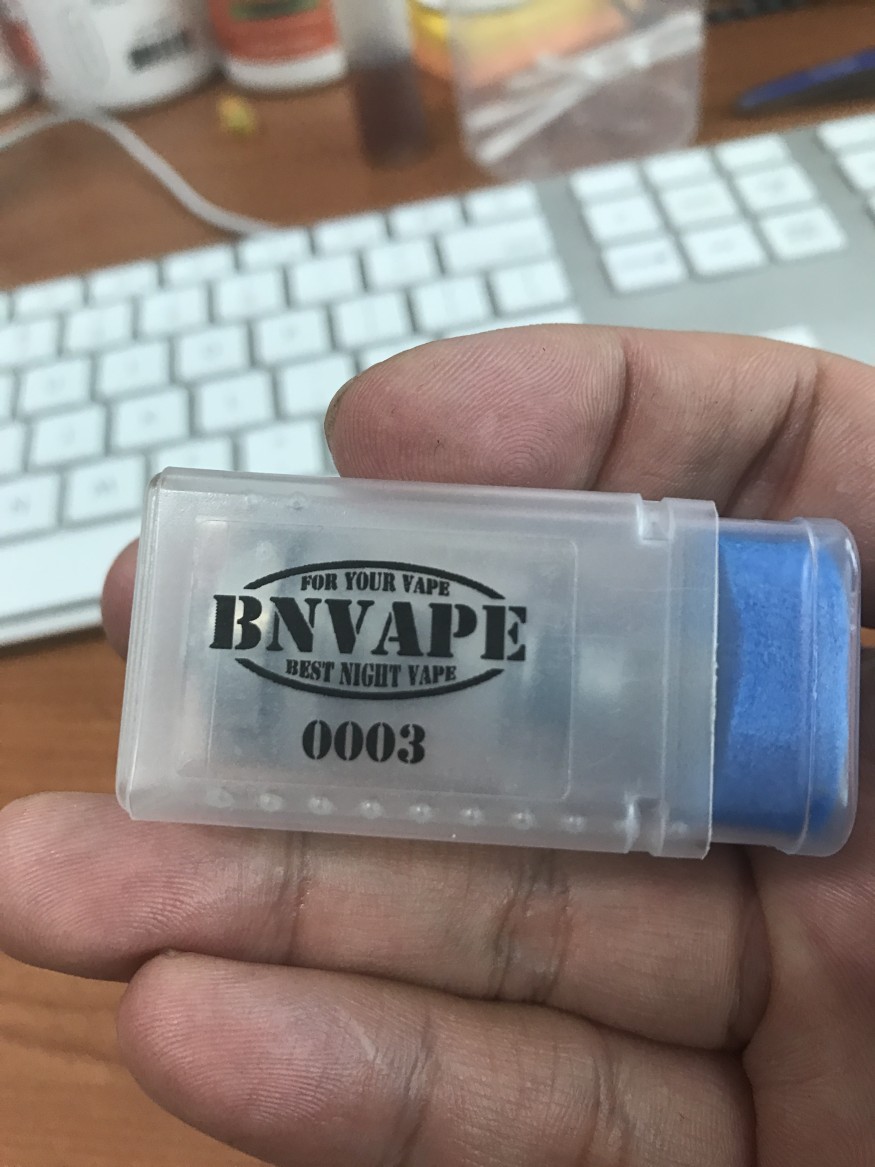 FOR YOUR VAPE
BNVAPE
BEST NIGHT VAPE
0003